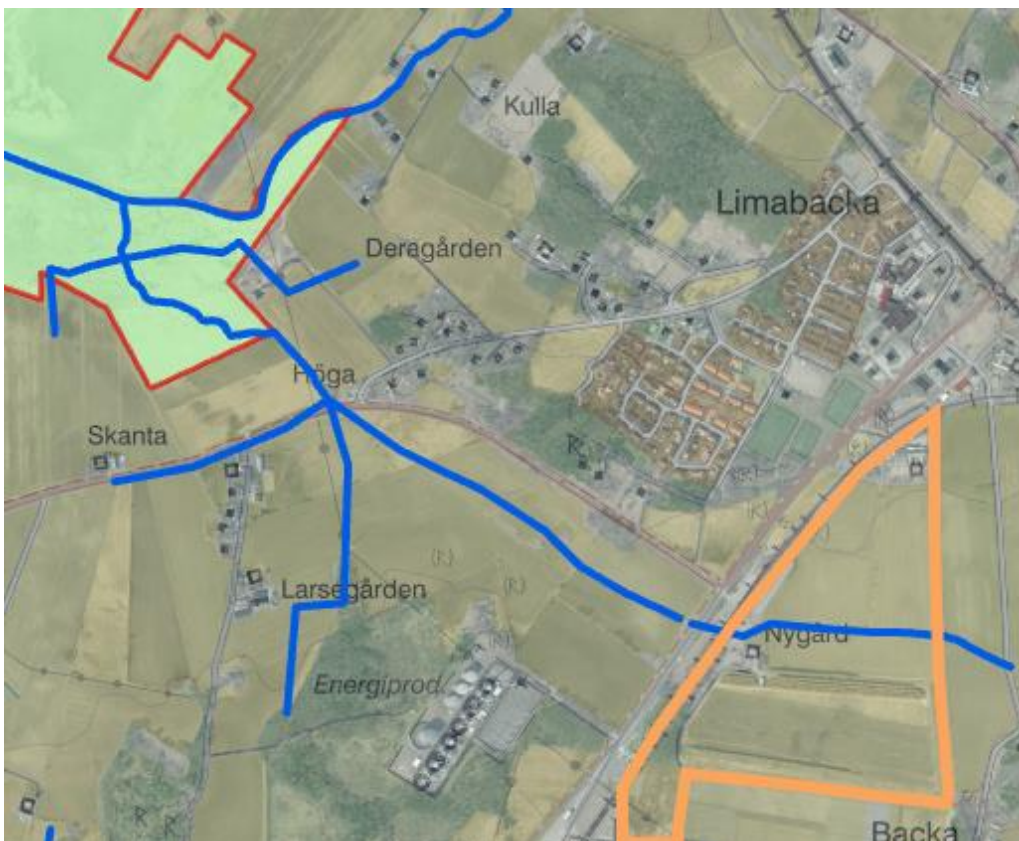 Kulla
Limabacka
Deragården
Höga
Skanta
(R)
(R)
Larsegården
Nygård
Energiprod.
R
R
R
Backa